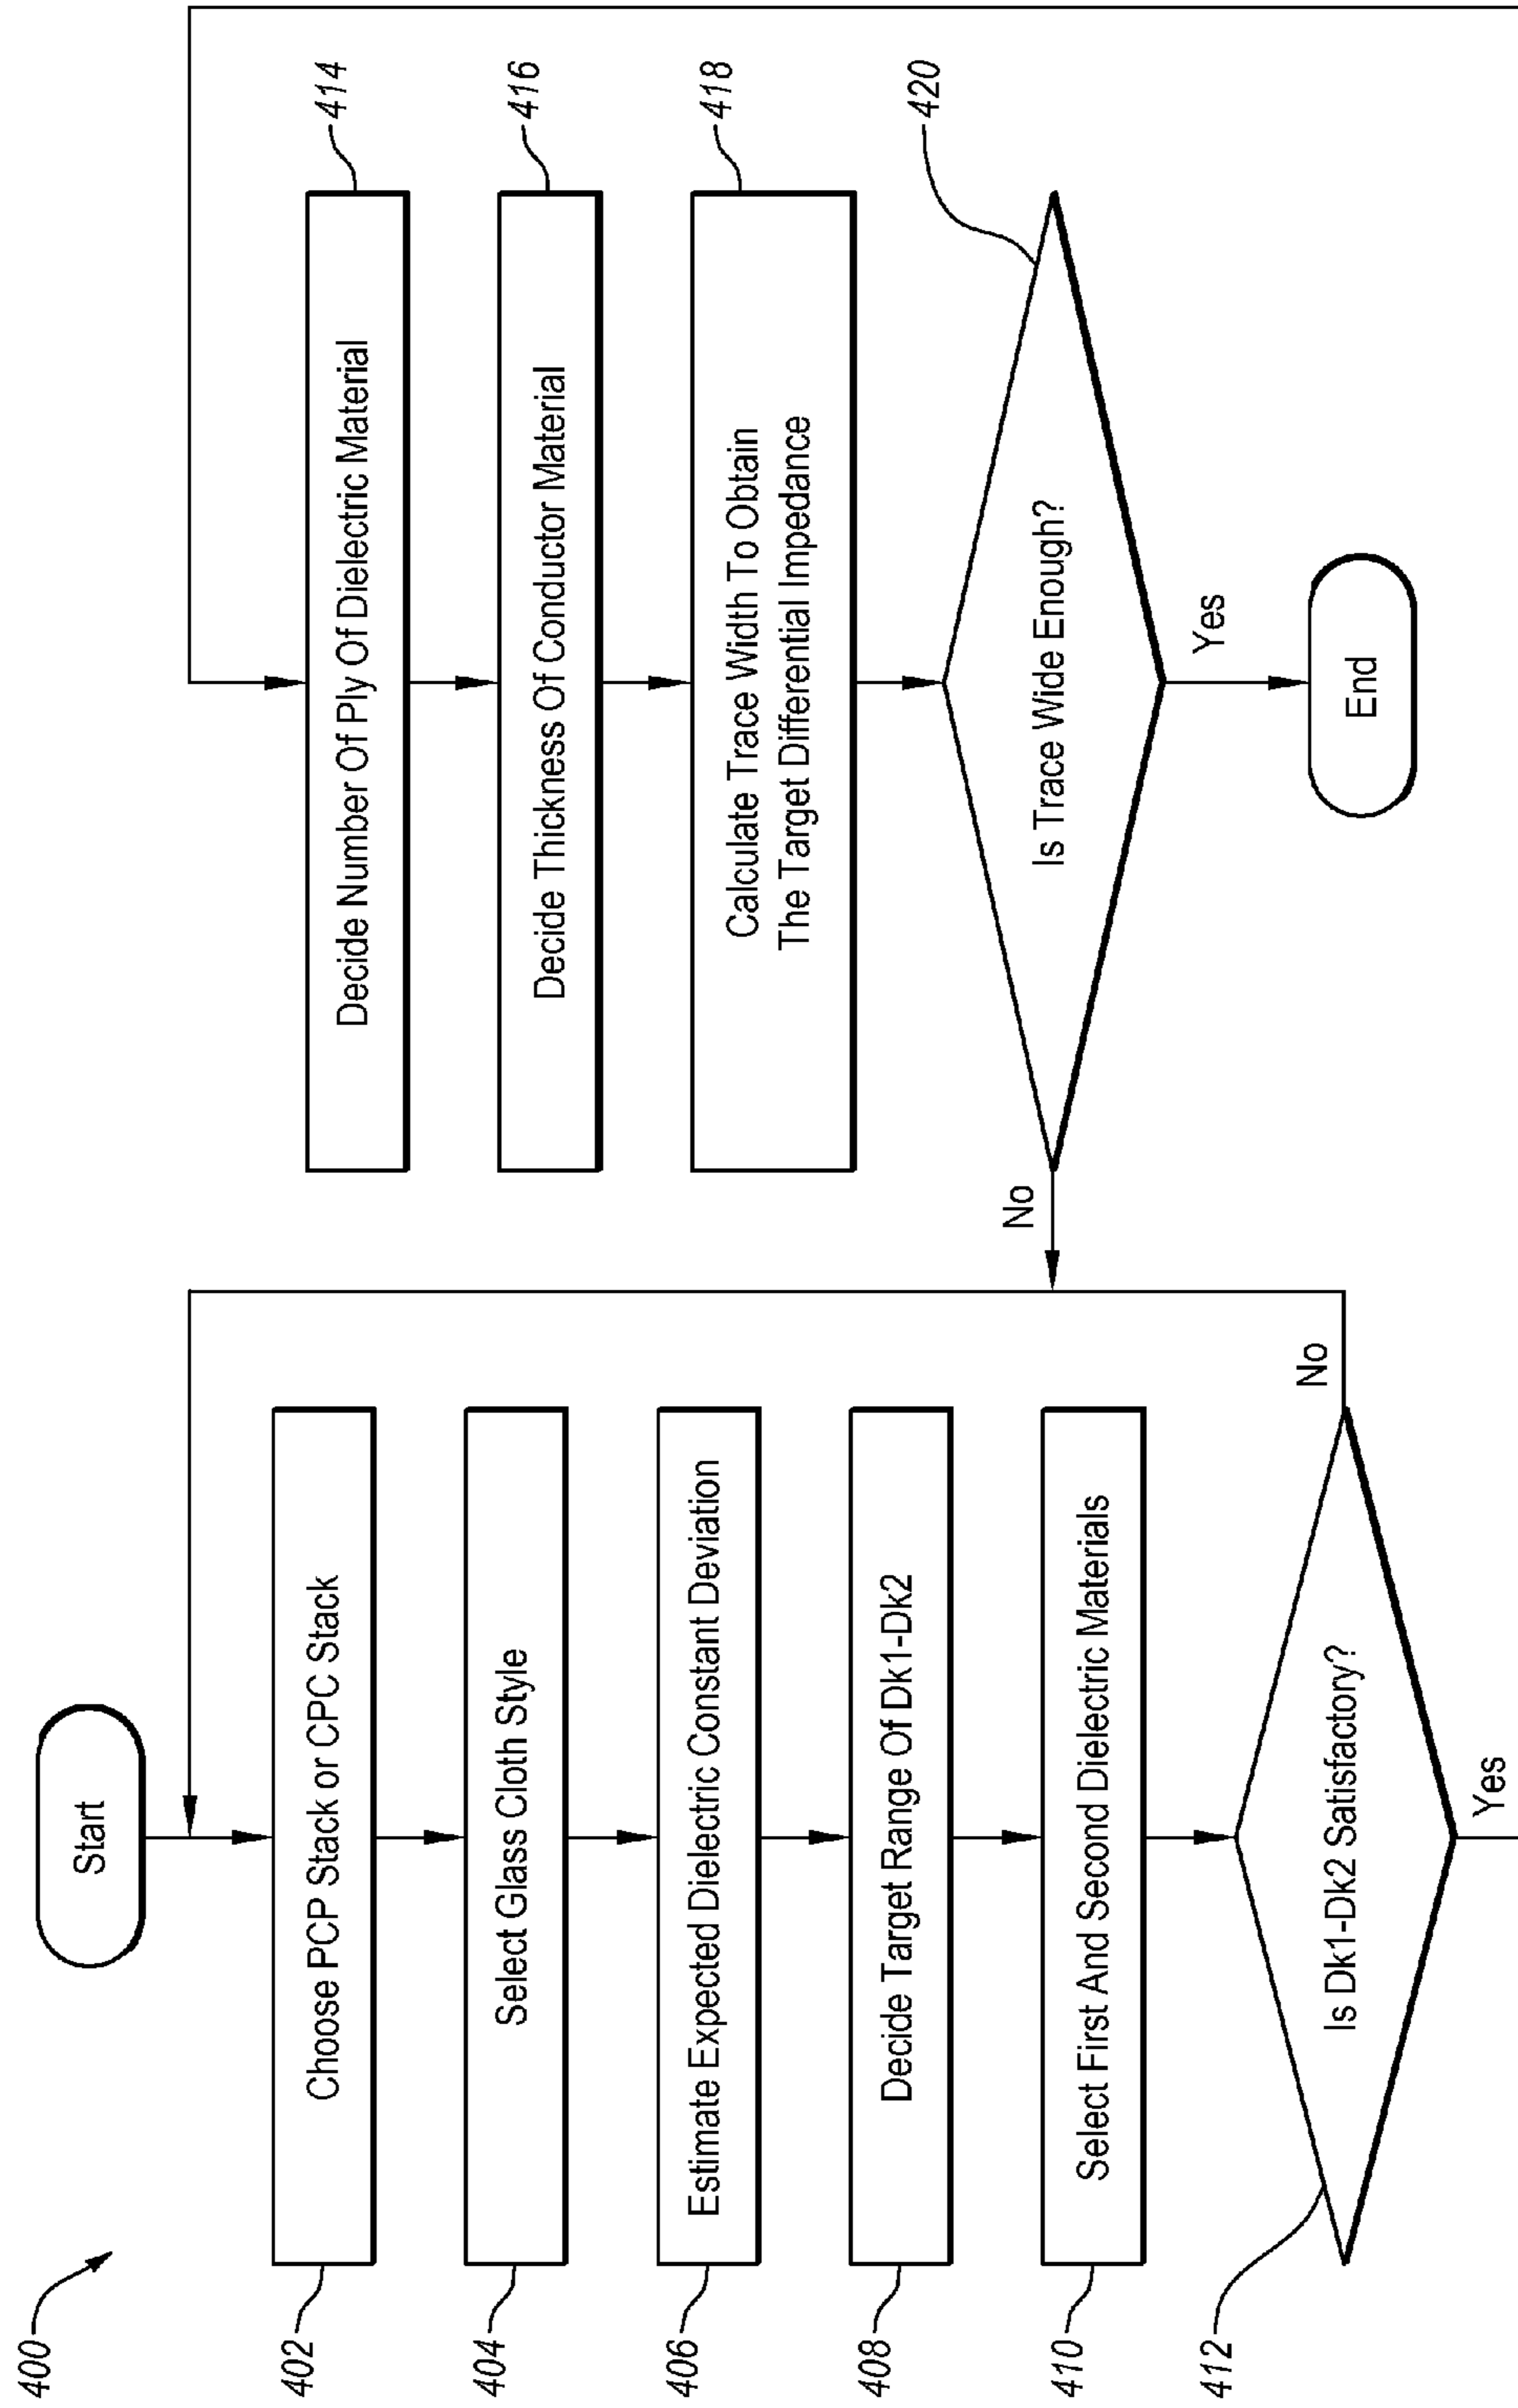 400
Start
402
Choose PCP Stack or CPC Stack
404
Select Glass Cloth Style
406
Estimate Expected Dielectric Constant Deviation
408
Decide Target Range Of Dk1-Dk2
410
Select First And Second Dielectric Materials
412
Is Dk1-Dk2 Satisfactory?
No
Yes
414
Decide Number Of Ply Of Dielectric Material
416
Decide Thickness Of Conductor Material
418
Calculate Trace Width To Obtain
The Target Differential Impedance
420
Is Trace Wide Enough?
No
Yes
End